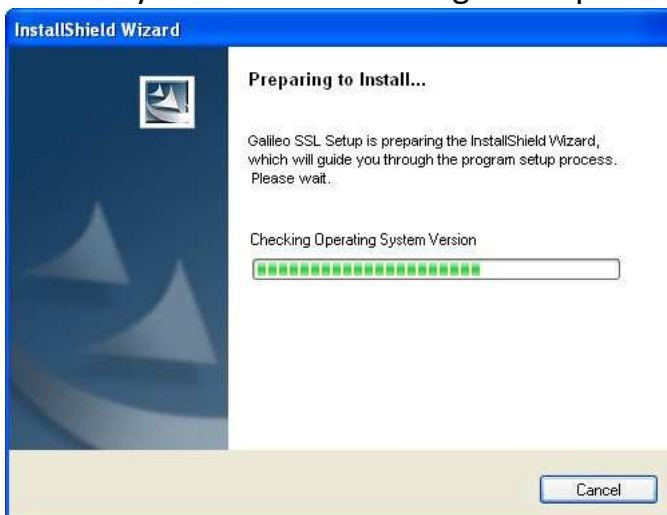 InstallShield Wizard
Preparing to Install...
Galileo SSL Setup is preparing the InstallShield Wizard,
which will guide you through the program setup process.
Please wait.
Checking Operating System Version
Cancel